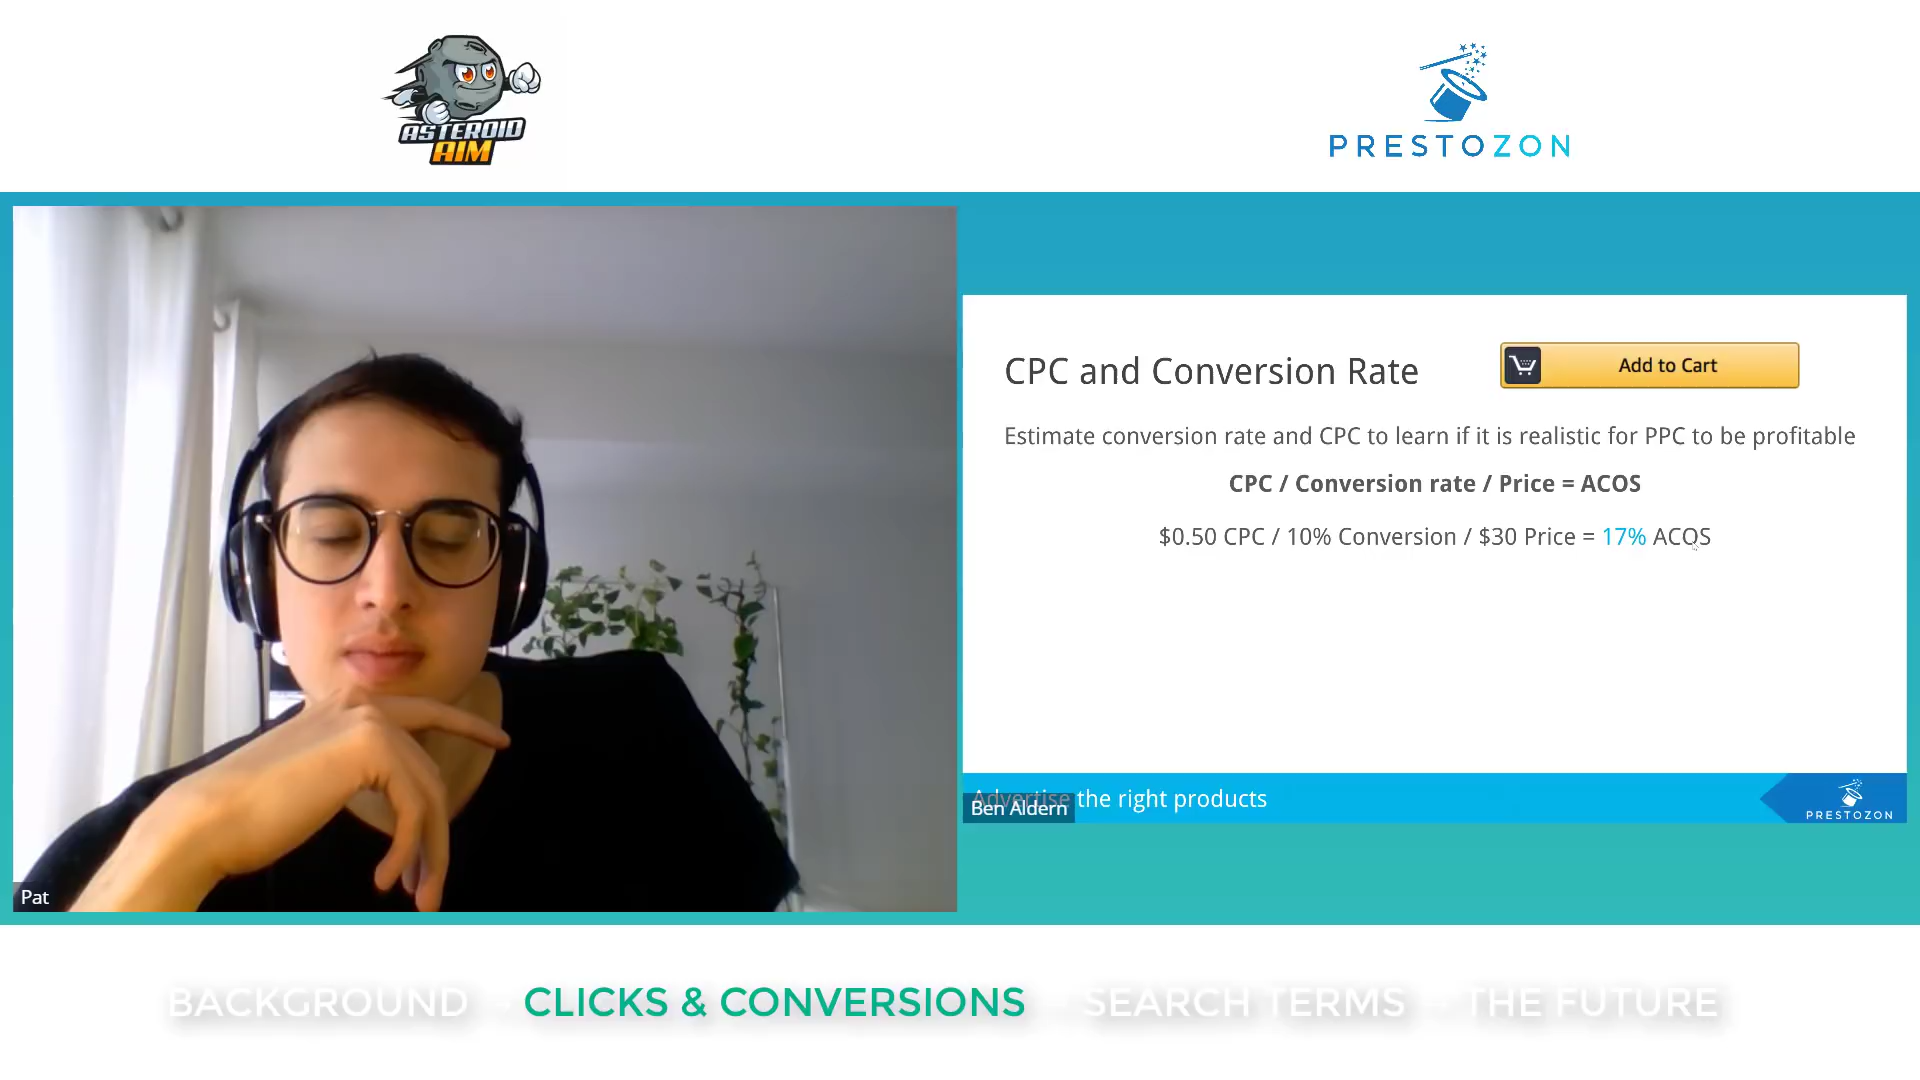 ASTEROID
AIM
PRESTOZON
CPC and Conversion Rate
Add to Cart
Estimate conversion rate and CPC to learn if it is realistic for PPC to be profitable
CPC / Conversion rate / Price = ACOS
$0.50 CPC / 10% Conversion / $30 Price = 17% ACOS
Advertise the right products
Ben Aldern
PRESTOZON
Pat
BACKGROUND – CLICKS & CONVERSIONS – SEARCH TERMS – THE FUTURE